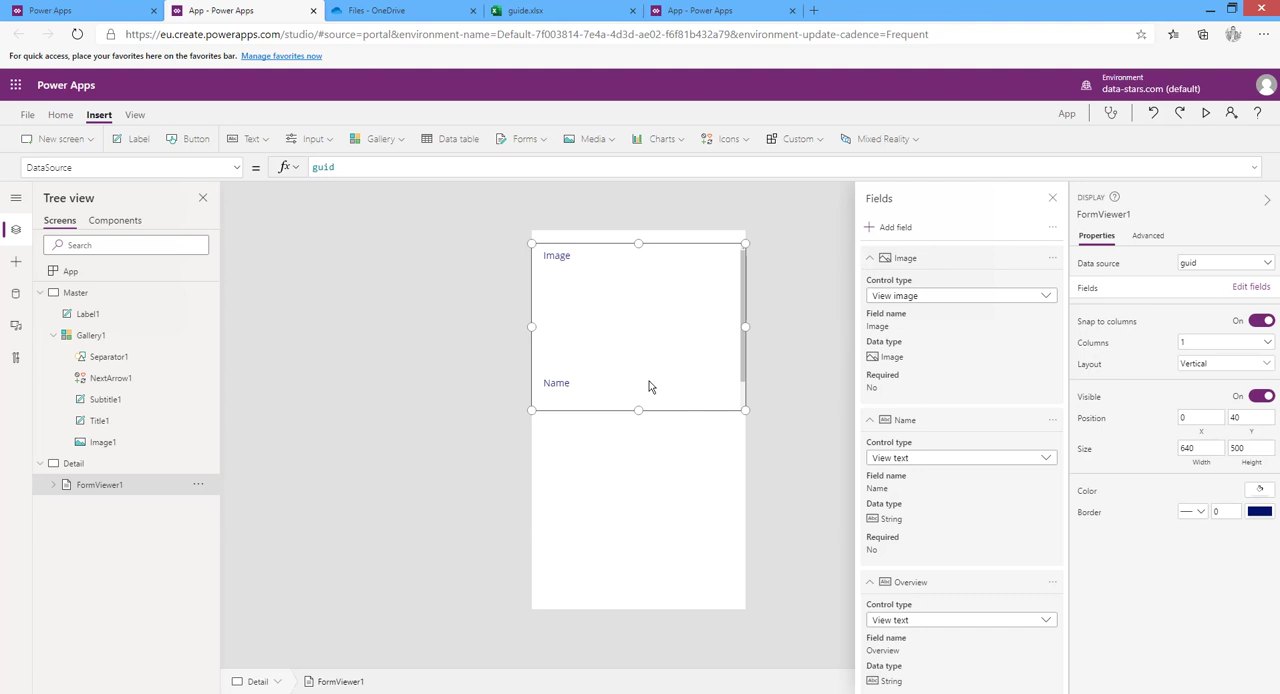 Power Apps
App - Power Apps
Files - OneDrive
guide.xlsx
App - Power Apps
https://eu.create.powerapps.com/studio/#source=portal&environment-name=Default-7f003814-7e4a-4d3d-ae02-f6f81b432a79&environment-update-cadence=Frequent
For quick access, place your favorites here on the favorites bar. Manage favorites now
Power Apps
Environment
data-stars.com (default)
File Home Insert View
App
New screen Label Button Text Input Gallery Data table Forms Media Charts Icons Custom Mixed Reality
DataSource = fx guid
Tree view
Screens Components
Search
App
Master
Label1
Gallery1
Separator1
NextArrow1
Subtitle1
Title1
Image1
Detail
FormViewer1
Image
Name
Fields
Add field
Image
Control type
View image
Field name
Image
Data type
Image
Required
No
Abc Name
Control type
View text
Field name
Name
Data type
Abc String
Required
No
Abc Overview
Control type
View text
Field name
Overview
Data type
Abc String
DISPLAY
FormViewer1
Properties Advanced
Data source guid
Fields Edit fields
Snap to columns On
Columns 1
Layout Vertical
Visible On
Position 0 40
X Y
Size 640 500
Width Height
Color
Border 0
Detail FormViewer1